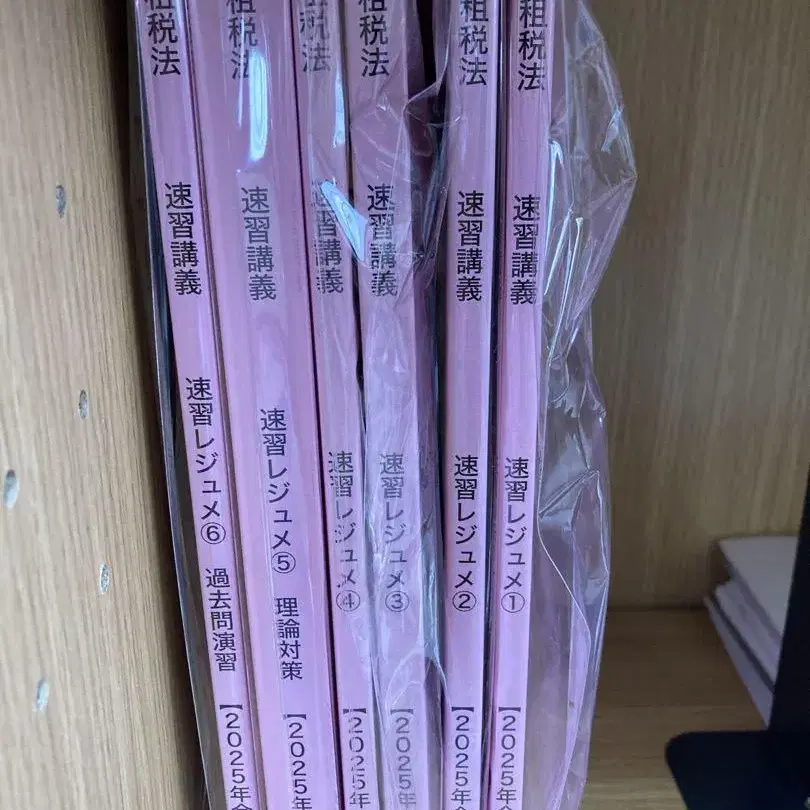 租税法 速習講義 速習レジュメ① 【2025年
租税法 速習講義 速習レジュメ② 【2025年
租税法 速習講義 速習レジュメ③ 【2025年
租税法 速習講義 速習レジュメ④ 【2025年
租税法 速習講義 速習レジュメ⑤ 理論対策 【2025年
租税法 速習講義 速習レジュメ⑥ 過去問演習 【2025年